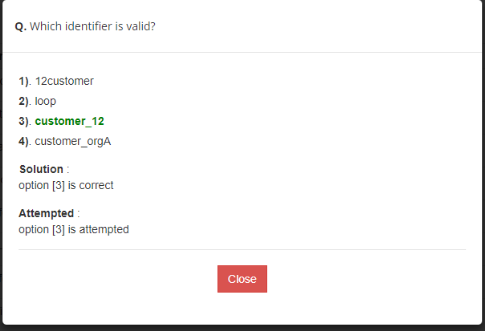 Q. Which identifier is valid?
1). 12customer
2). loop
3). customer_12
4). customer_orgA
Solution :
option [3] is correct
Attempted :
option [3] is attempted
Close